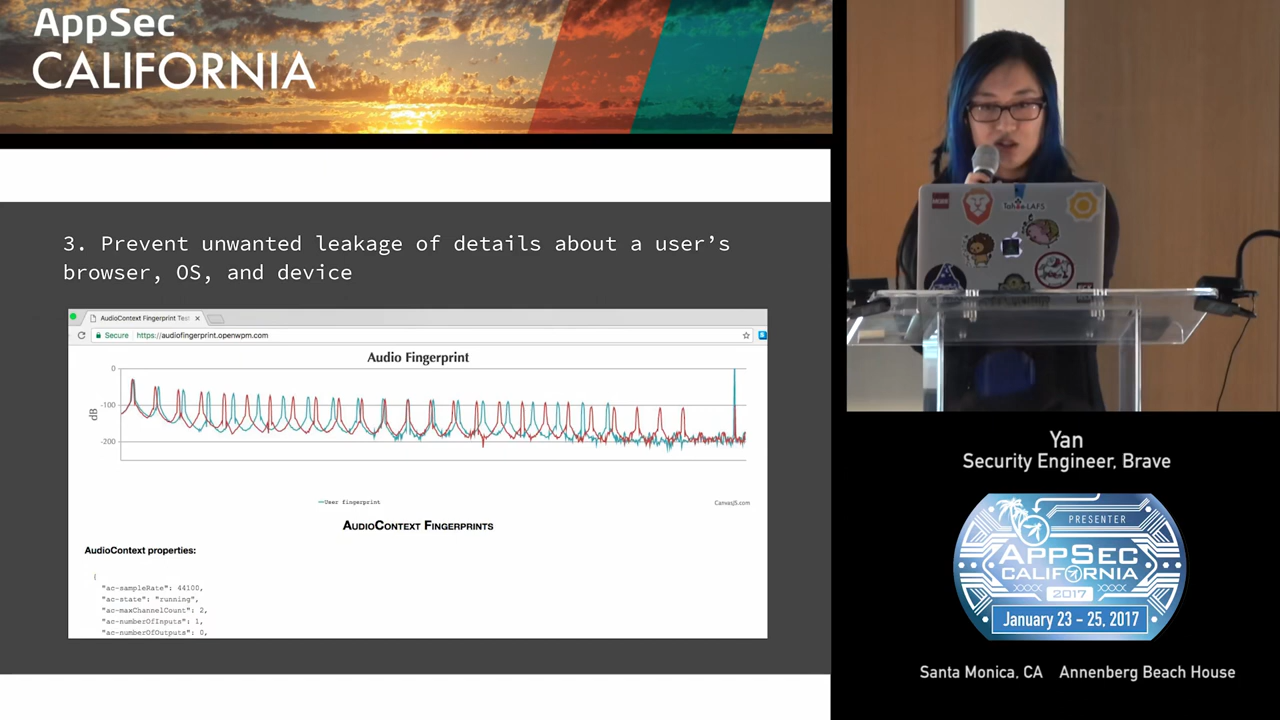 AppSec
CALIFORNIA
3. Prevent unwanted leakage of details about a user's
browser, OS, and device
AudioContext Fingerprint Test
Secure
https://audiofingerprint.openwpm.com
Audio Fingerprint
0
-100
-200
dB
User fingerprint
CanvasJS.com
AUDIOCONTEXT FINGERPRINTS
AudioContext properties:
{
"ac-sampleRate": 44100,
"ac-state": "running",
"ac-maxChannelCount": 2,
"ac-numberOfInputs": 1,
"ac-numberOfOutputs": 0,
Tahoe-LAFS
Yan
Security Engineer, Brave
PRESENTER
APPSEC
CALIFORNIA
2017
January 23 - 25, 2017
Santa Monica, CA Annenberg Beach House